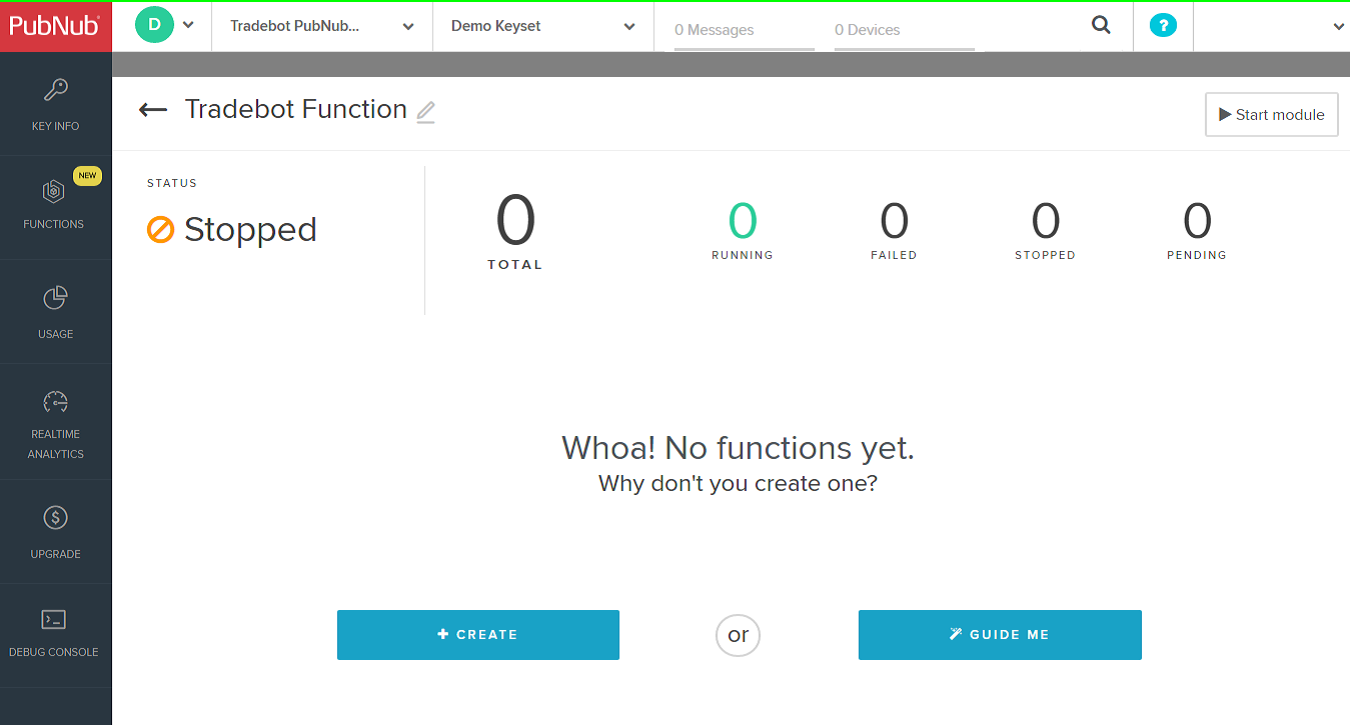 PubNub®
D
Tradebot PubNub...
Demo Keyset
0 Messages
0 Devices
?
KEY INFO
NEW
FUNCTIONS
USAGE
REALTIME
ANALYTICS
$
UPGRADE
DEBUG CONSOLE
Tradebot Function
Start module
STATUS
Stopped
0
TOTAL
0
RUNNING
0
FAILED
0
STOPPED
0
PENDING
Whoa! No functions yet.
Why don't you create one?
CREATE
or
GUIDE ME